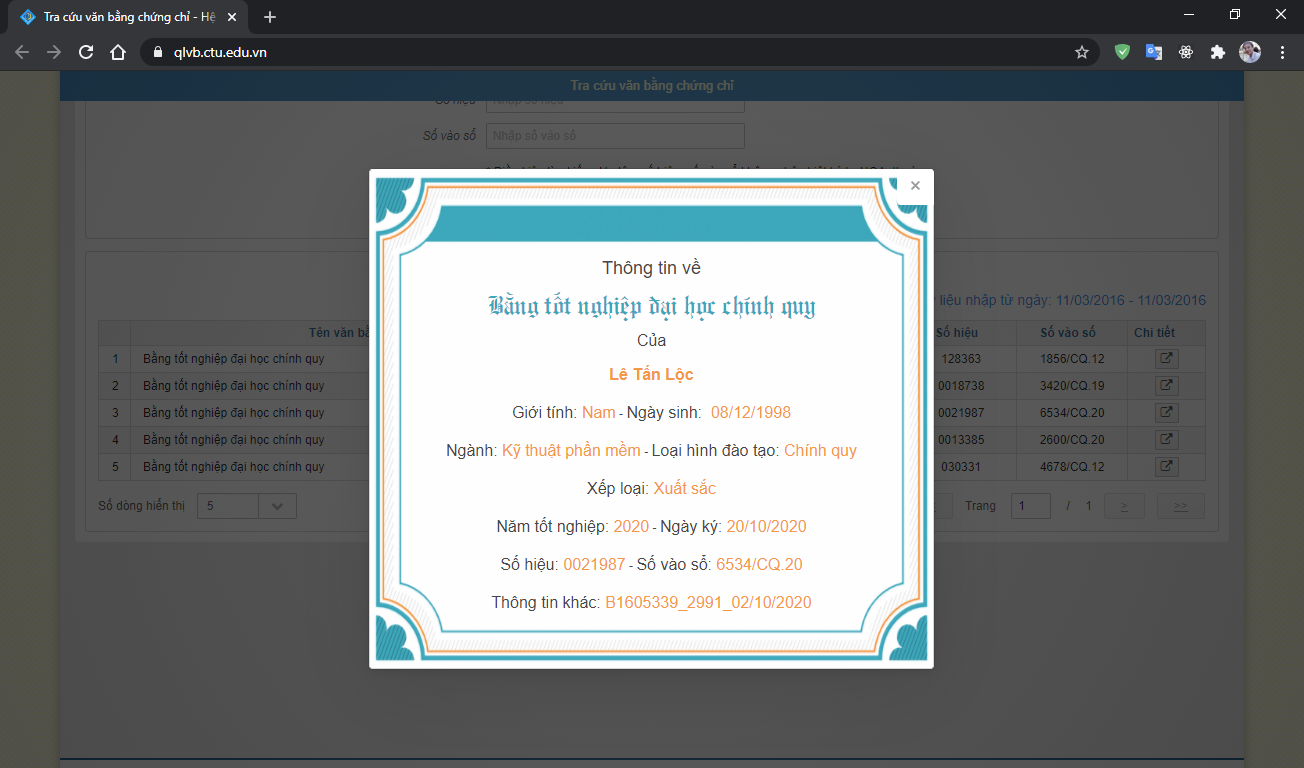 Tra cứu văn bằng chứng chỉ - Hệ
qlvb.ctu.edu.vn
Tra cứu văn bằng chứng chỉ
Số hiệu Nhập số hiệu
Số vào sổ Nhập số vào sổ
Thông tin về
Bằng tốt nghiệp đại học chính quy
Của
Lê Tấn Lộc
Giới tính: Nam - Ngày sinh: 08/12/1998
Ngành: Kỹ thuật phần mềm - Loại hình đào tạo: Chính quy
Xếp loại: Xuất sắc
Năm tốt nghiệp: 2020 - Ngày ký: 20/10/2020
Số hiệu: 0021987 - Số vào sổ: 6534/CQ.20
Thông tin khác: B1605339_2991_02/10/2020
liệu nhập từ ngày: 11/03/2016 - 11/03/2016
Tên văn Số hiệu Số vào sổ Chi tiết
1 Bằng tốt nghiệp đại học chính quy 128363 1856/CQ.12
2 Bằng tốt nghiệp đại học chính quy 0018738 3420/CQ.19
3 Bằng tốt nghiệp đại học chính quy 0021987 6534/CQ.20
4 Bằng tốt nghiệp đại học chính quy 0013385 2600/CQ.20
5 Bằng tốt nghiệp đại học chính quy 030331 4678/CQ.12
Số dòng hiển thị 5 Trang 1 / 1 > >>